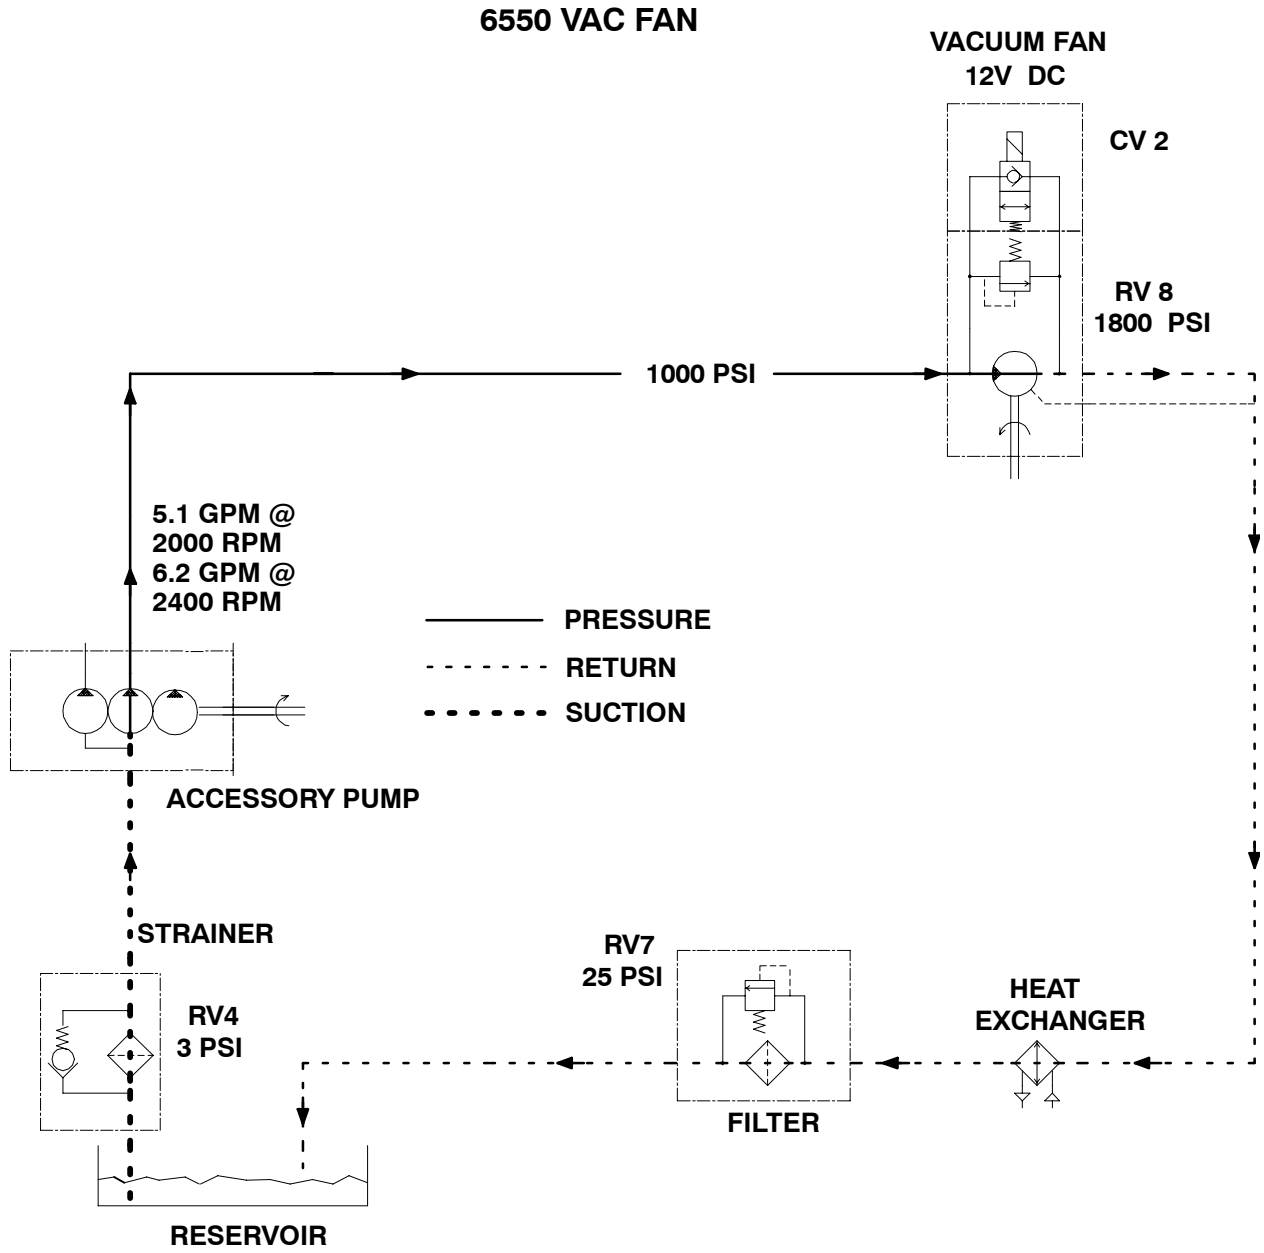 6550 VAC FAN
VACUUM FAN
12V DC
CV 2
RV 8
1800 PSI
1000 PSI
5.1 GPM @
2000 RPM
6.2 GPM @
2400 RPM
PRESSURE
RETURN
SUCTION
ACCESSORY PUMP
STRAINER
RV4
3 PSI
RV7
25 PSI
FILTER
HEAT
EXCHANGER
RESERVOIR